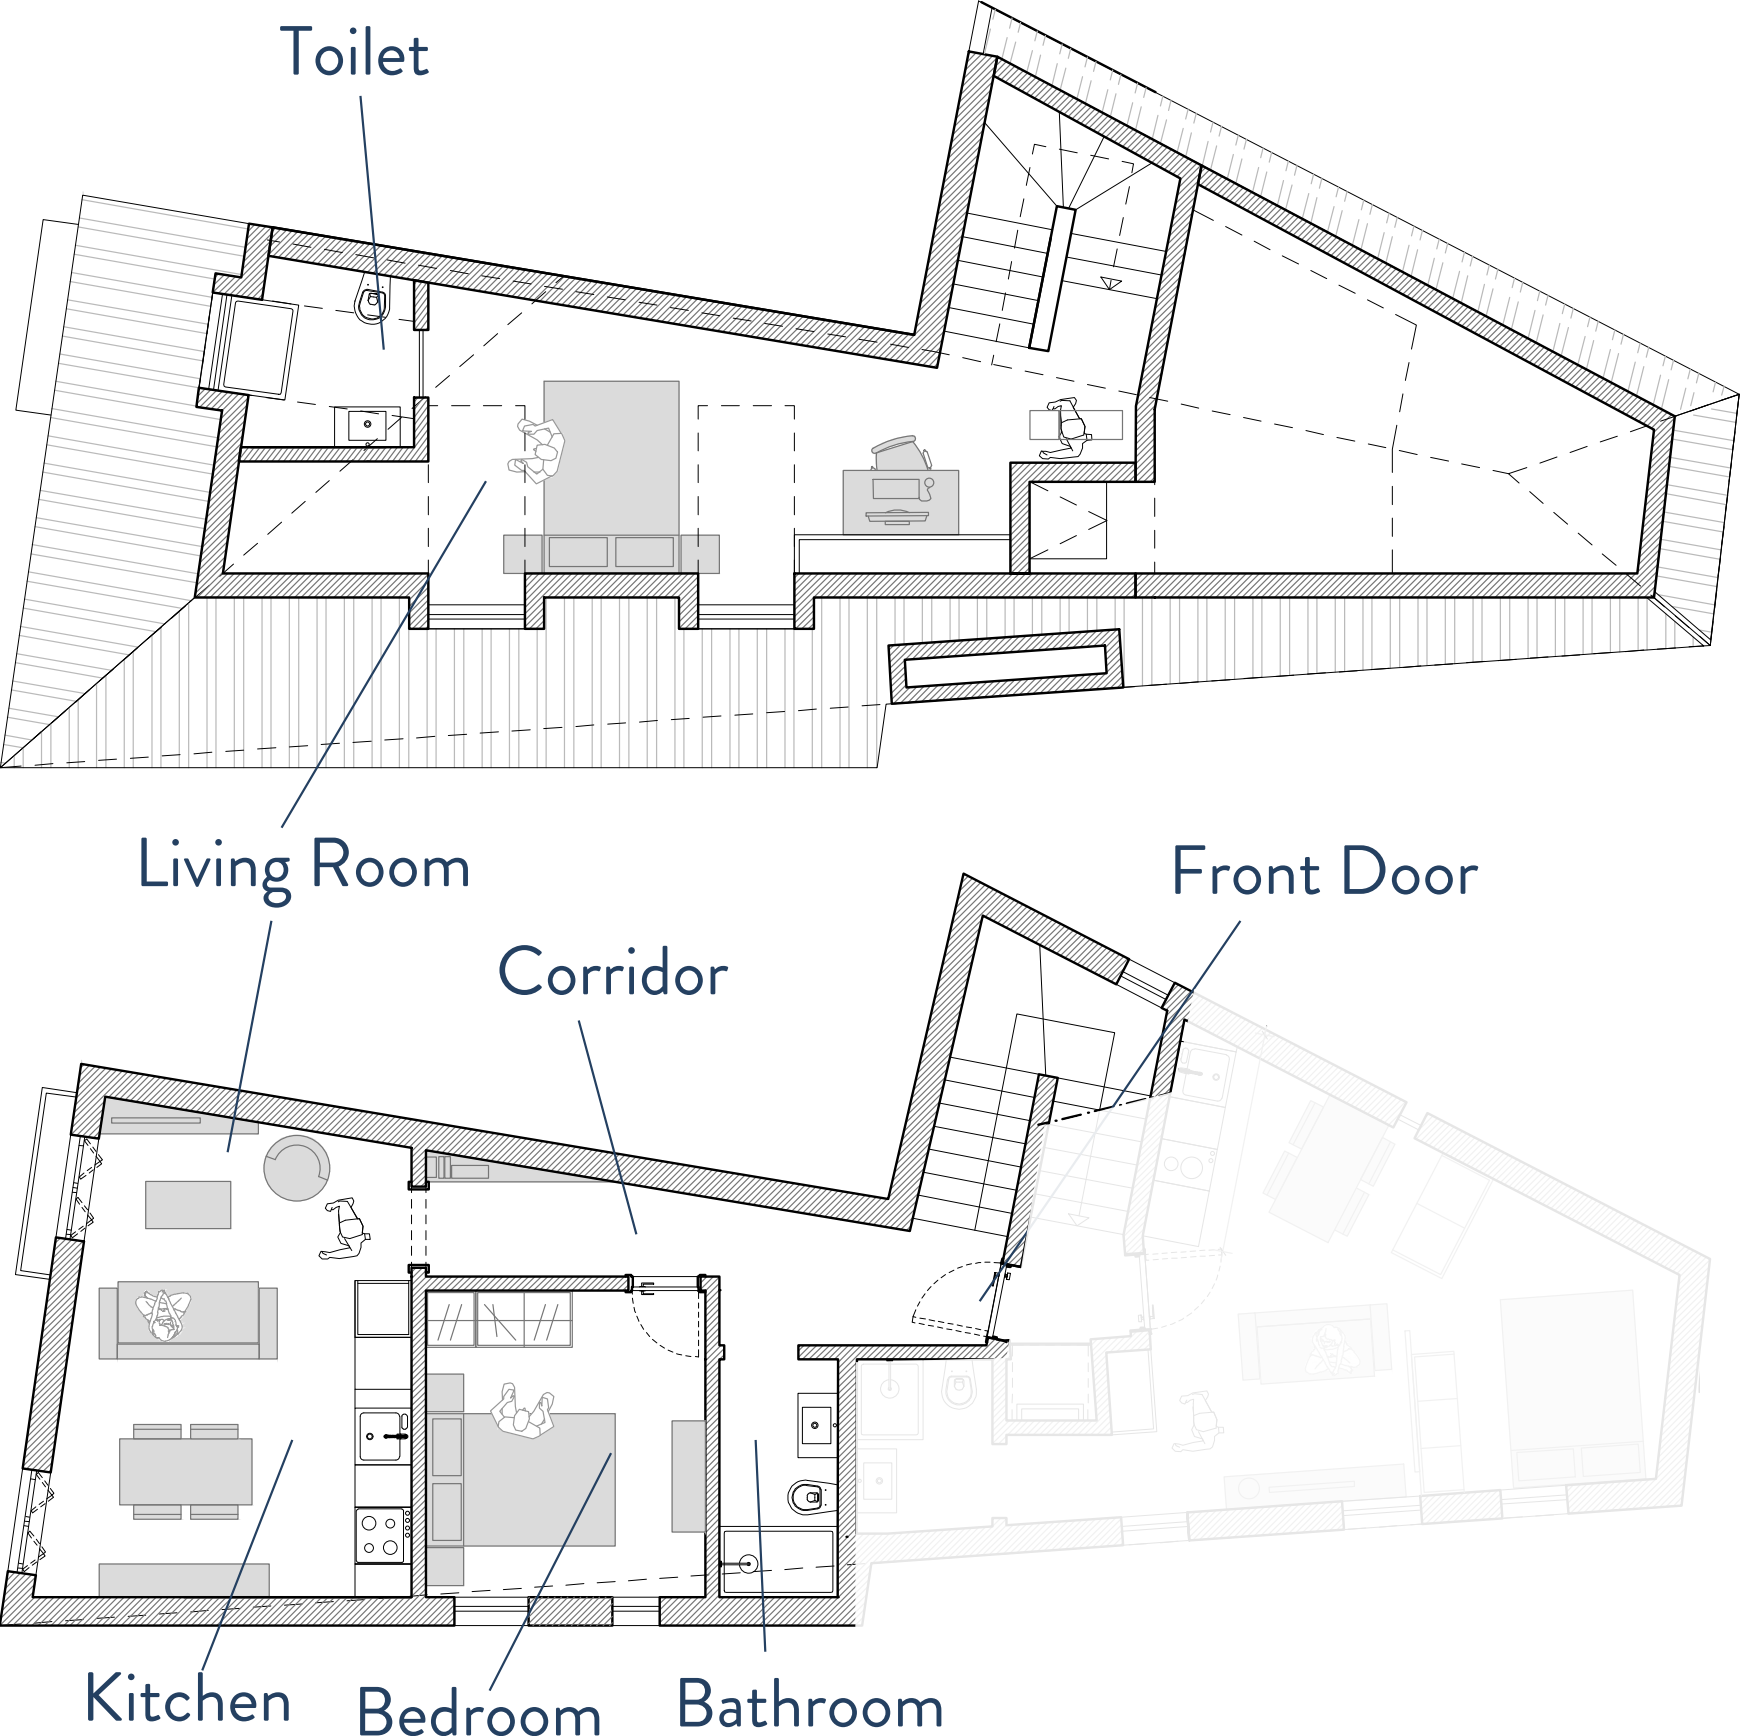 Toilet
Living Room
Front Door
Corridor
Kitchen
Bedroom
Bathroom